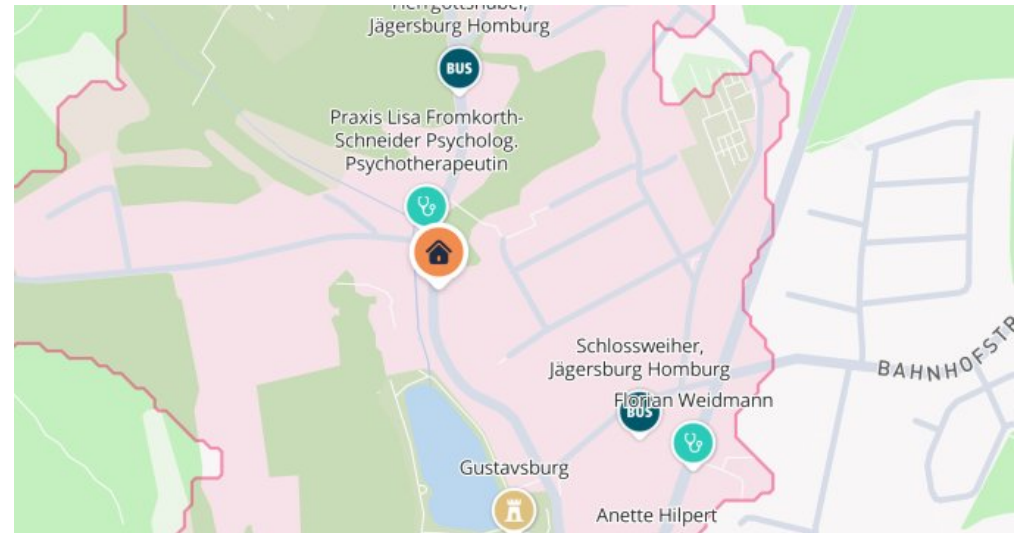 Herrgottshübel,
Jägersburg Homburg
BUS
Praxis Lisa Fromkorth-
Schneider Psycholog.
Psychotherapeutin
Schlossweiher,
Jägersburg Homburg
BUS
Florian Weidmann
BAHNHOFSTR
Gustavsburg
Anette Hilpert